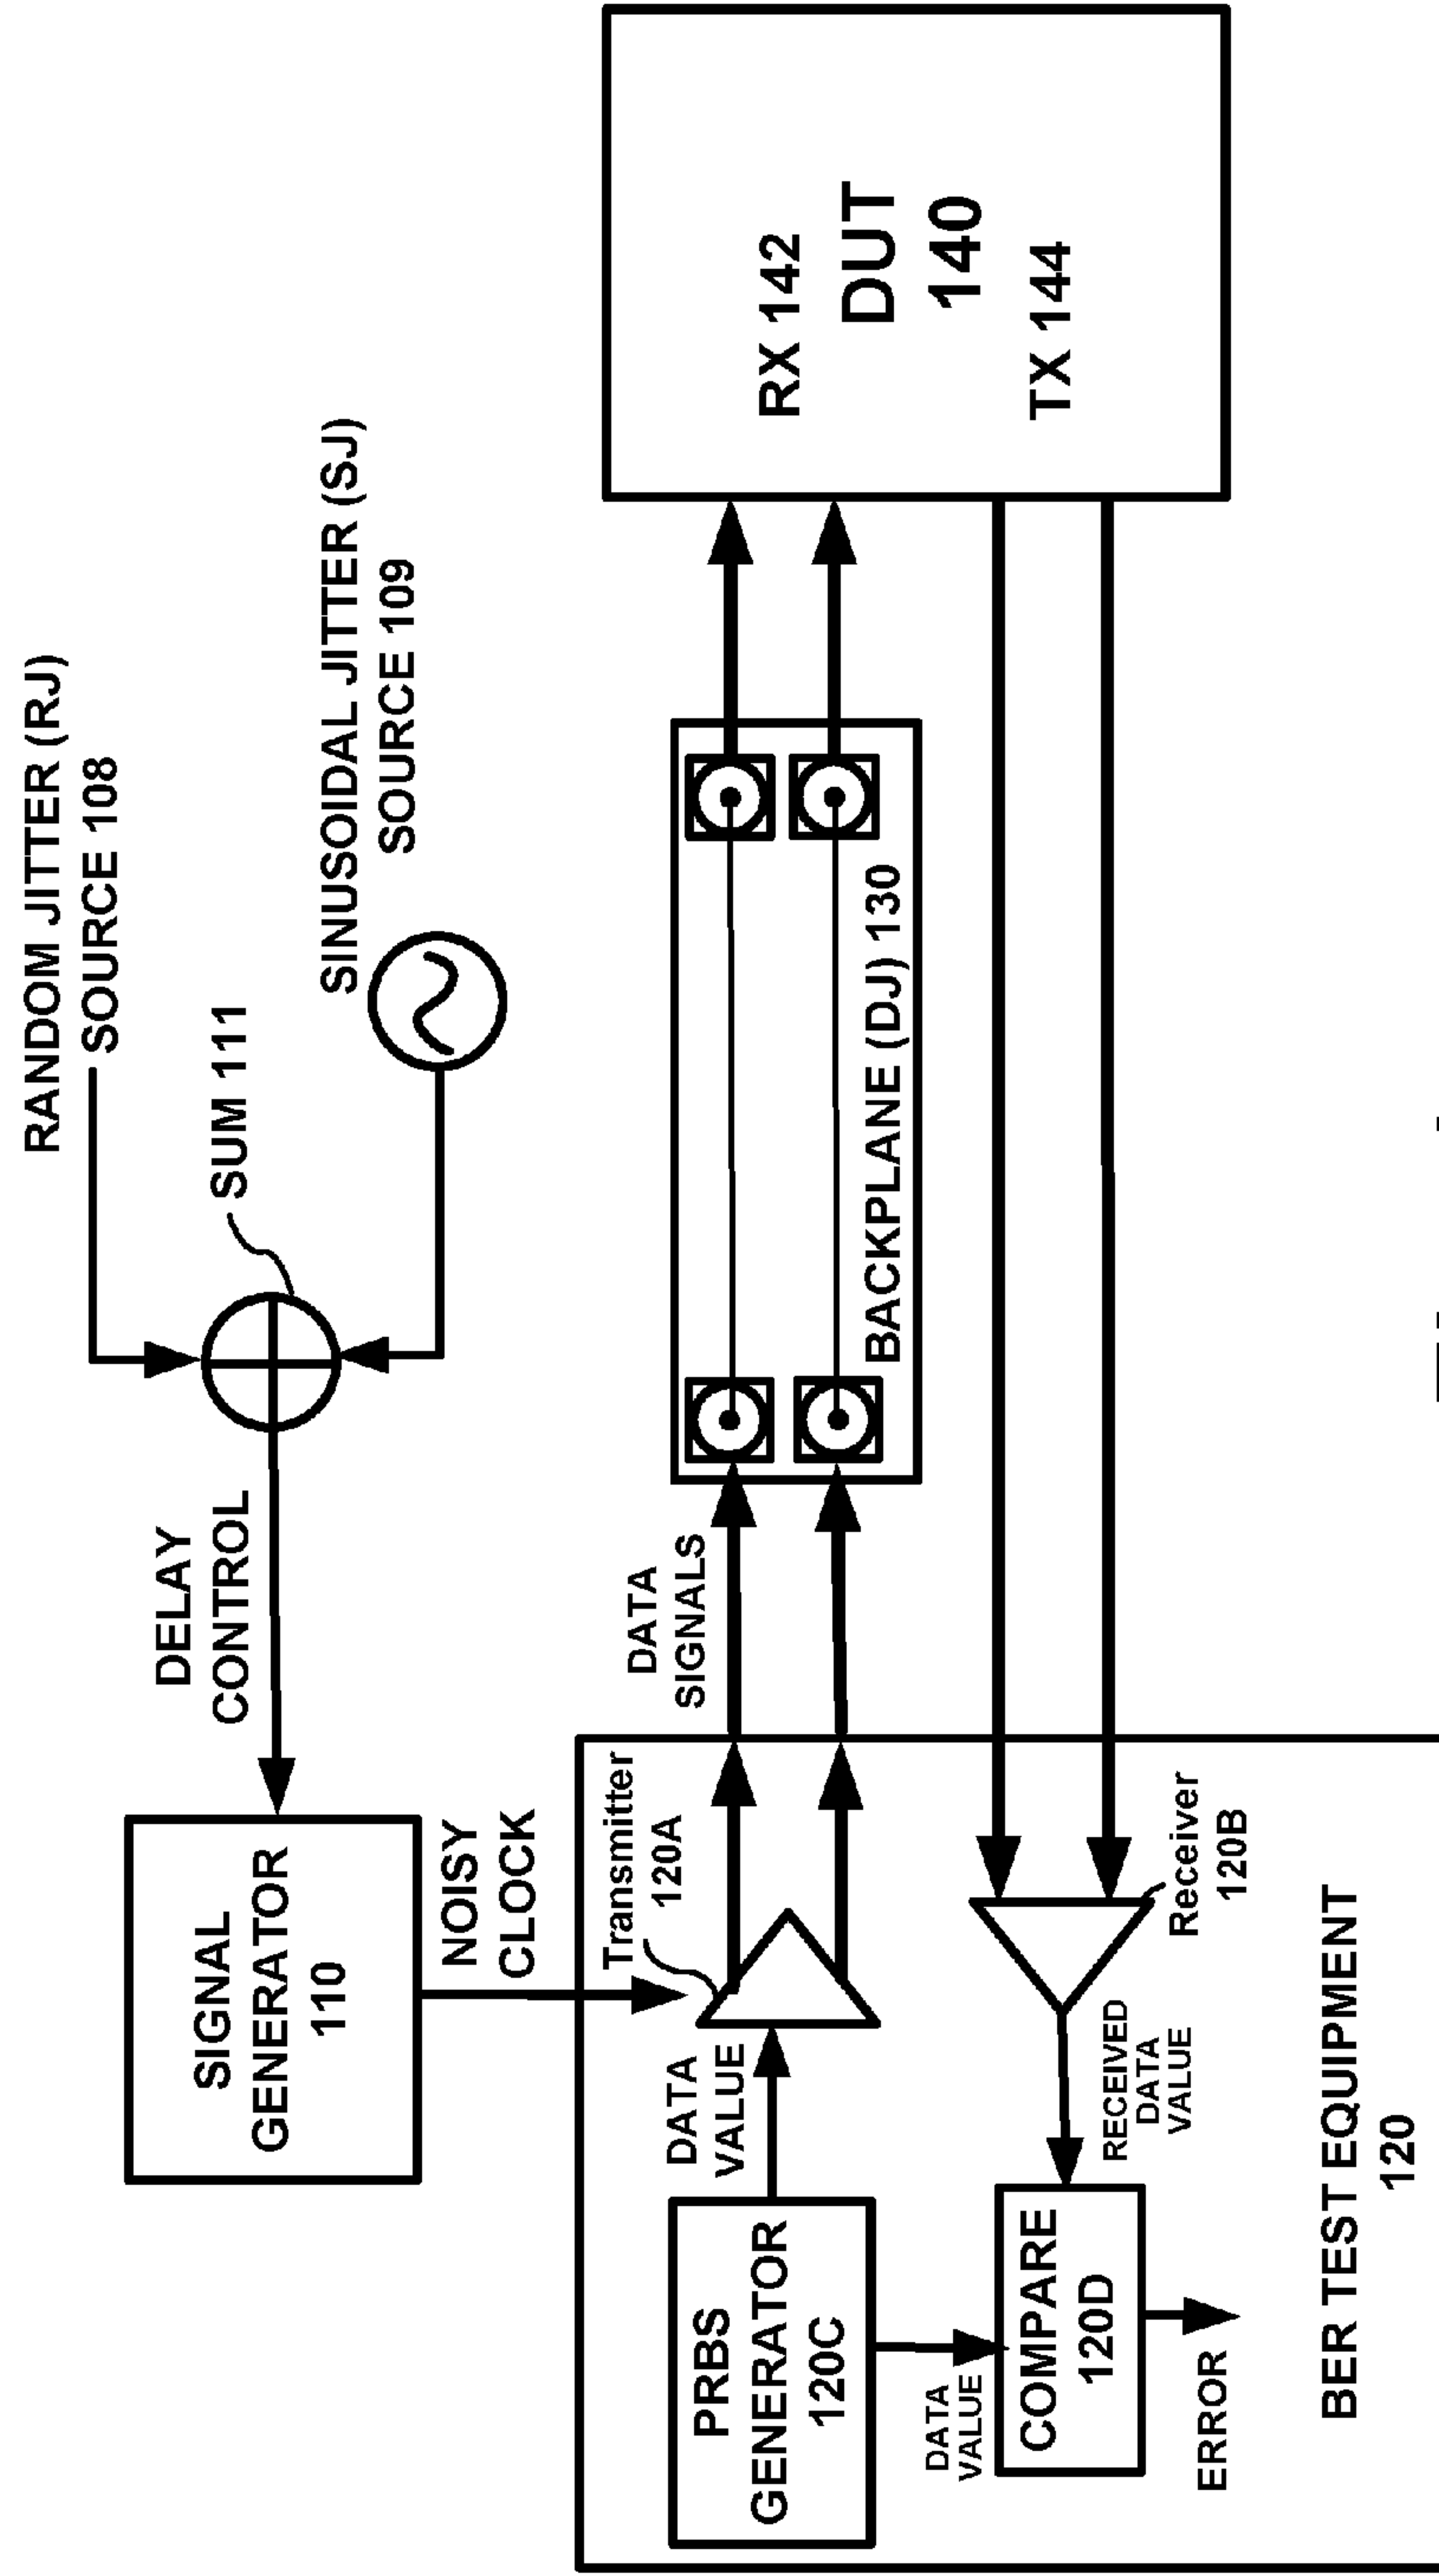 RANDOM JITTER (RJ)
SOURCE 108
SUM 111
SINUSOIDAL JITTER (SJ)
SOURCE 109
DELAY
CONTROL
SIGNAL
GENERATOR
110
NOISY
CLOCK
DATA
SIGNALS
Transmitter
120A
DATA
VALUE
PRBS
GENERATOR
120C
BACKPLANE (DJ) 130
RX 142
DUT
140
TX 144
DATA
VALUE
COMPARE
120D
RECEIVED
DATA
VALUE
Receiver
120B
ERROR
BER TEST EQUIPMENT
120